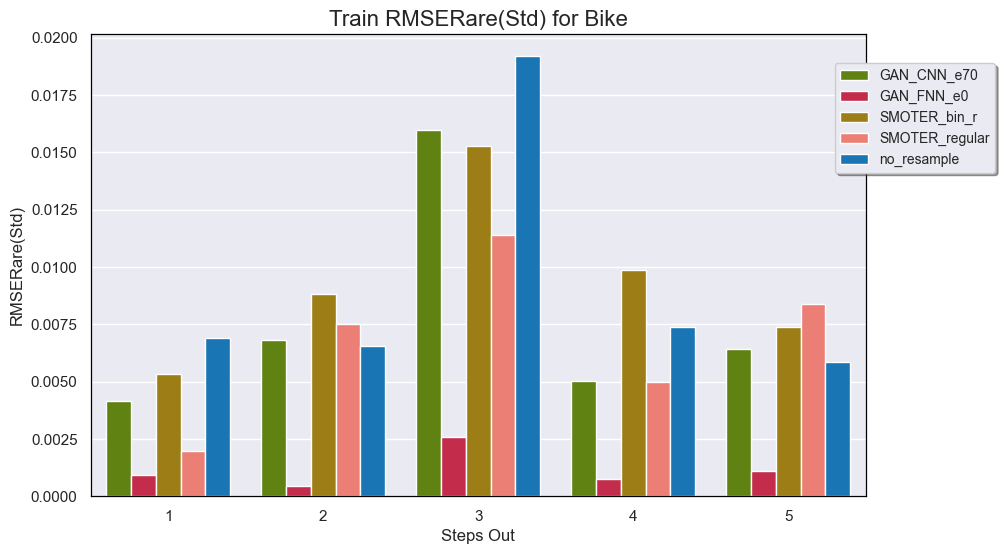 Train RMSERare(Std) for Bike
0.0200
0.0175
0.0150
0.0125
0.0100
0.0075
0.0050
0.0025
0.0000
RMSERare(Std)
1
2
3
4
5
Steps Out
GAN_CNN_e70
GAN_FNN_e0
SMOTER_bin_r
SMOTER_regular
no_resample